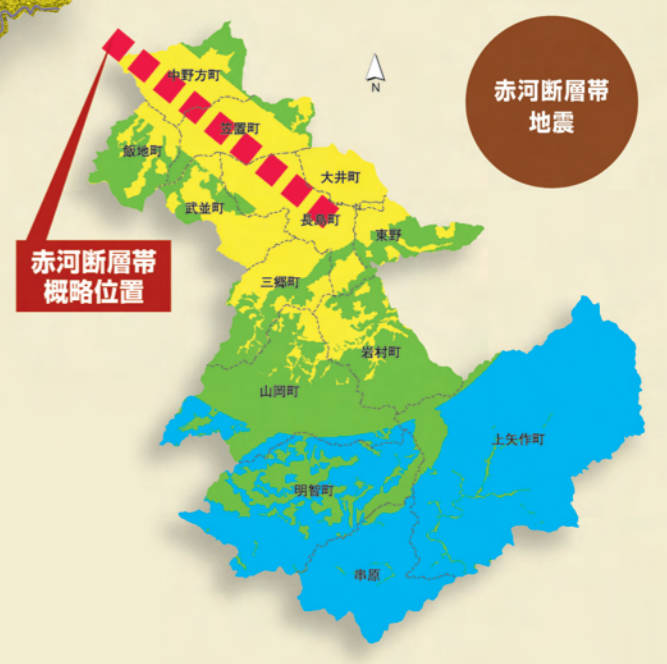 赤河断層帯
地震
N
中野方町
笠置町
飯地町
大井町
武並町
長島町
東野
赤河断層帯
概略位置
三郷町
岩村町
山岡町
上矢作町
明智町
串原